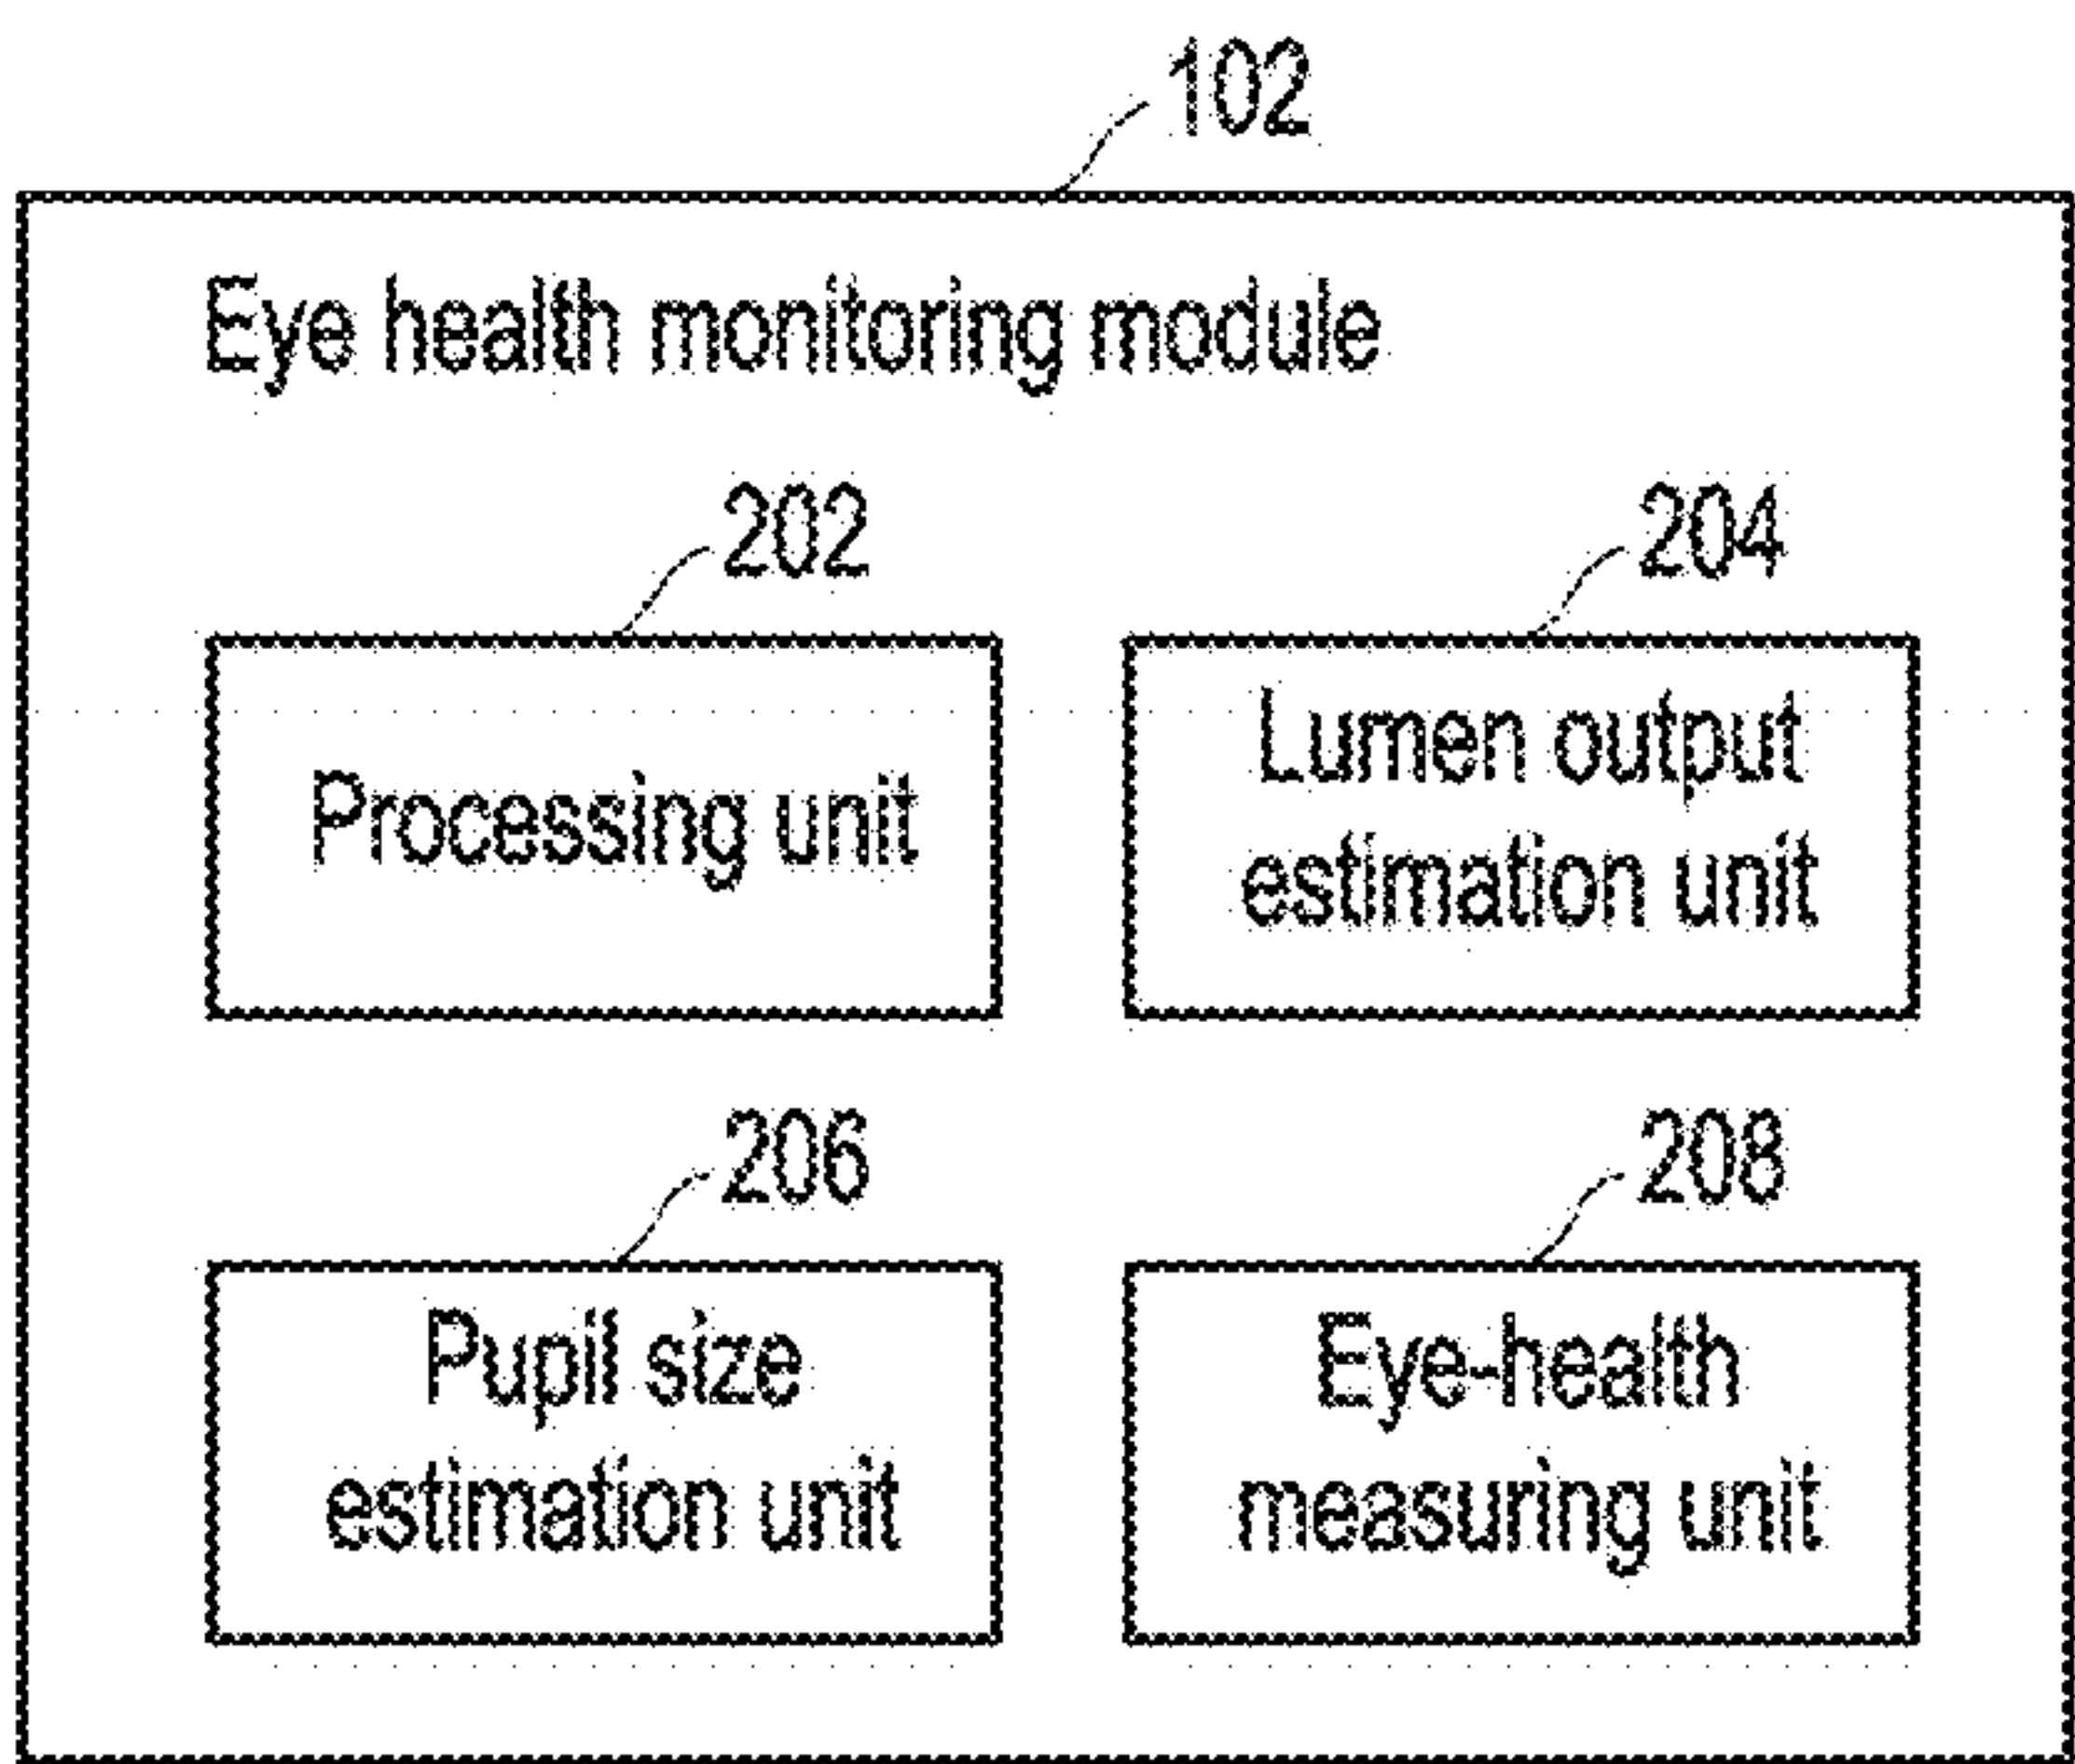 102
Eye health monitoring module
202
204
Processing unit
Lumen output
estimation unit
206
208
Pupil size
estimation unit
Eye-health
measuring unit